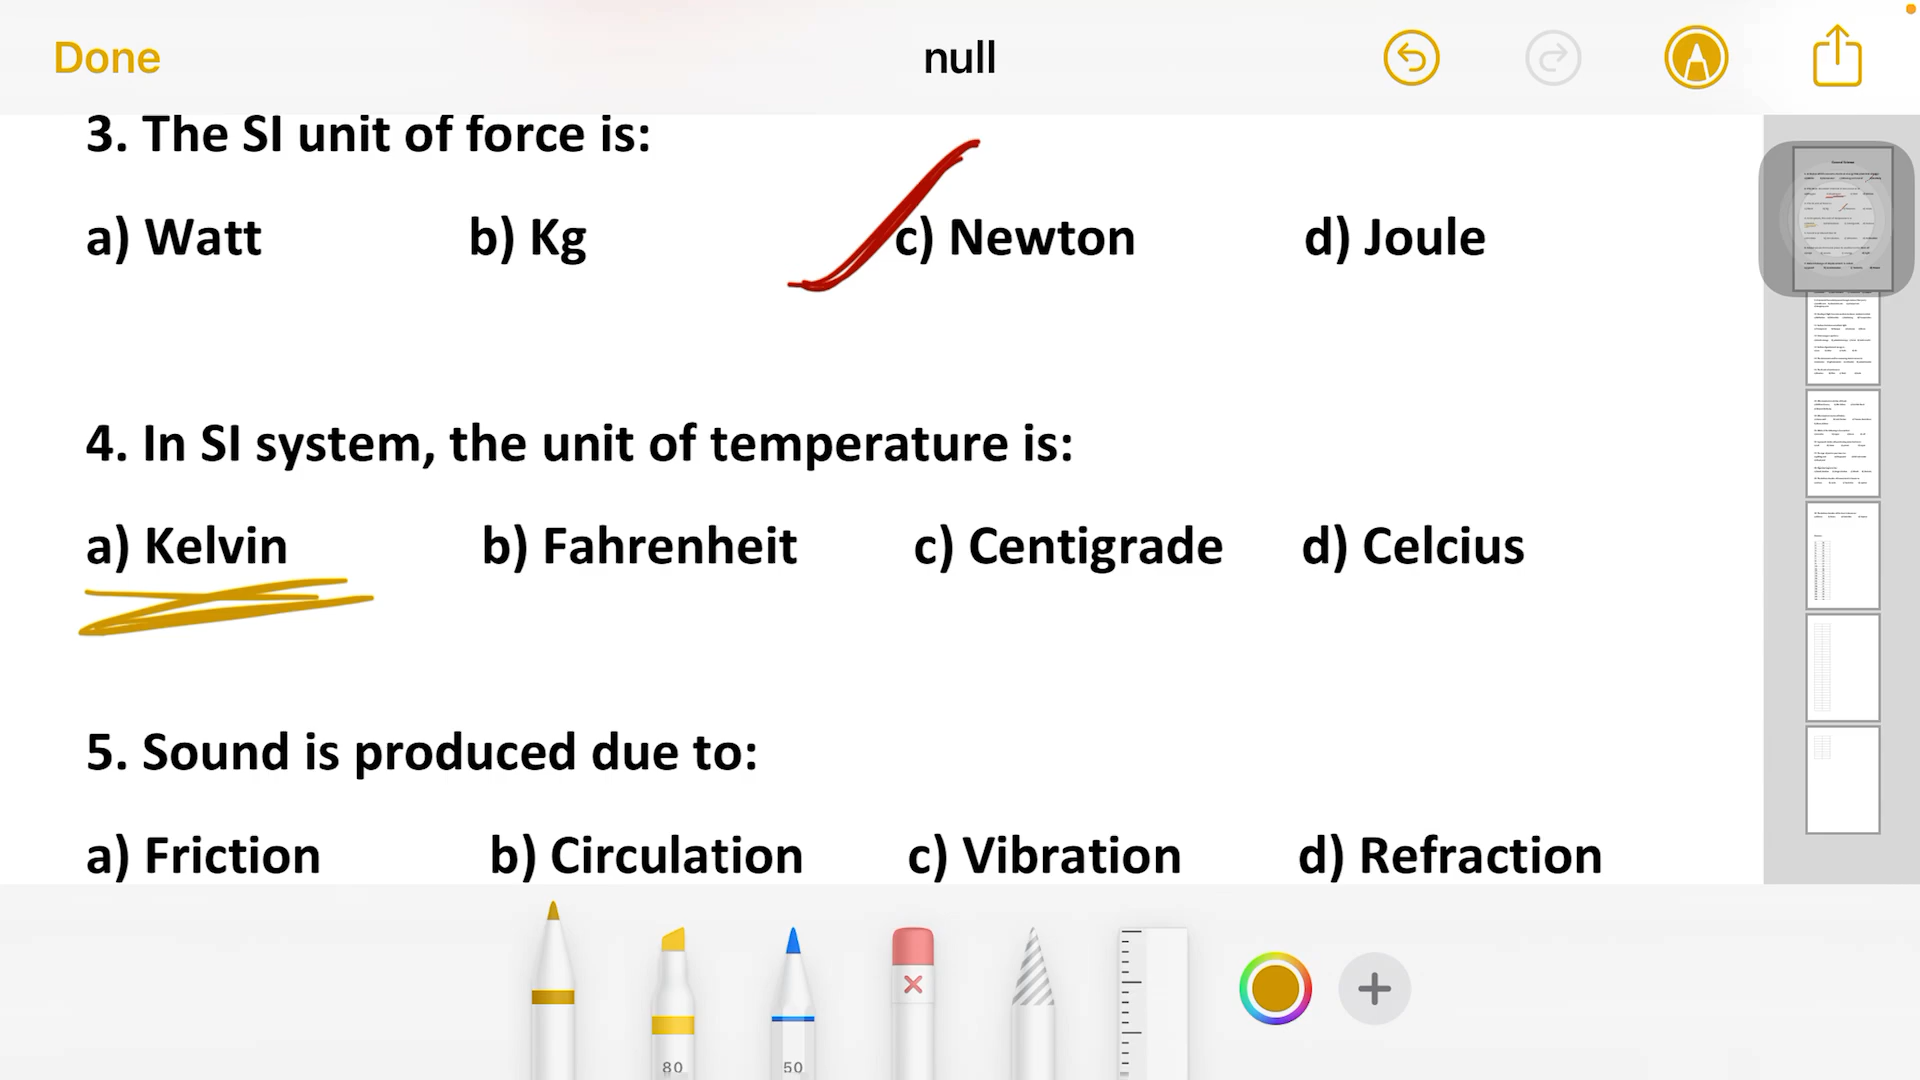 Done
null
3. The SI unit of force is:
a) Watt b) Kg c) Newton d) Joule
4. In SI system, the unit of temperature is:
a) Kelvin b) Fahrenheit c) Centigrade d) Celcius
5. Sound is produced due to:
a) Friction b) Circulation c) Vibration d) Refraction
80 50